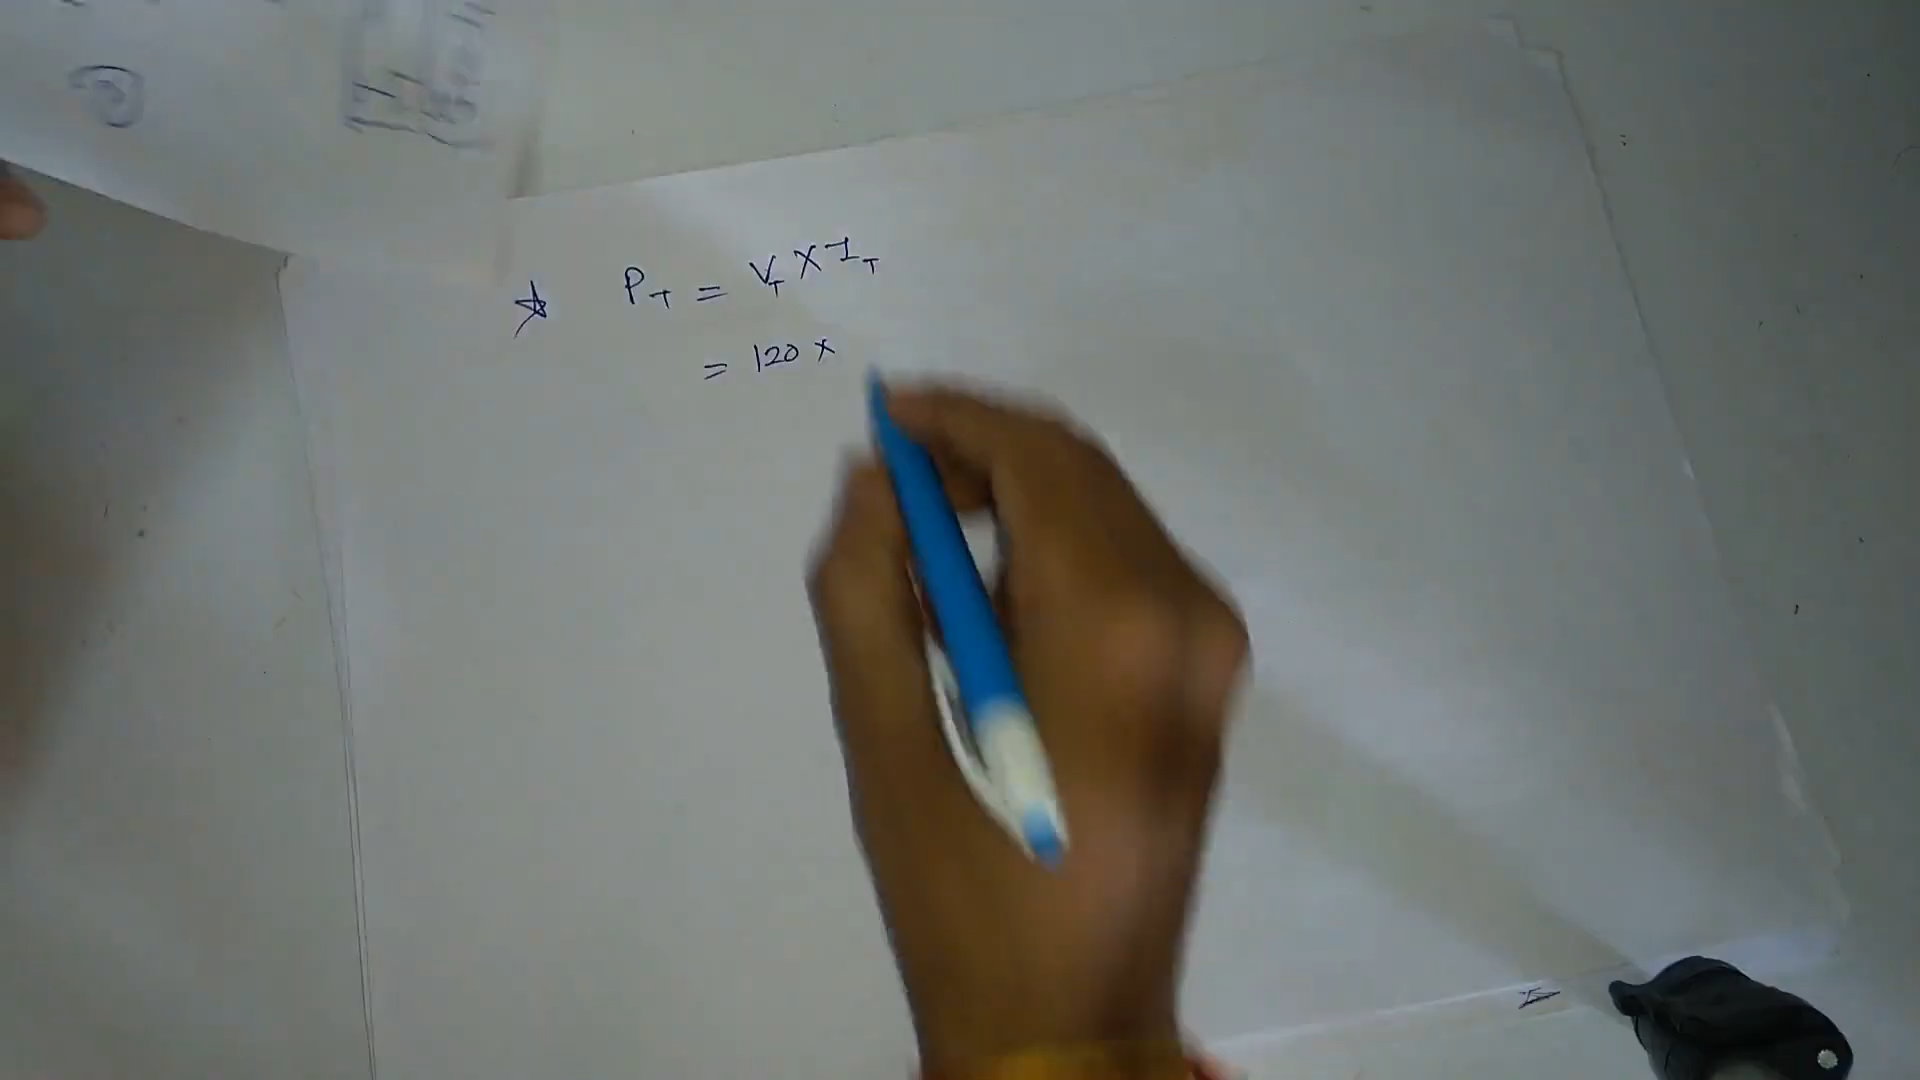 ☆ P_T = V_T X I_T
= 120 x